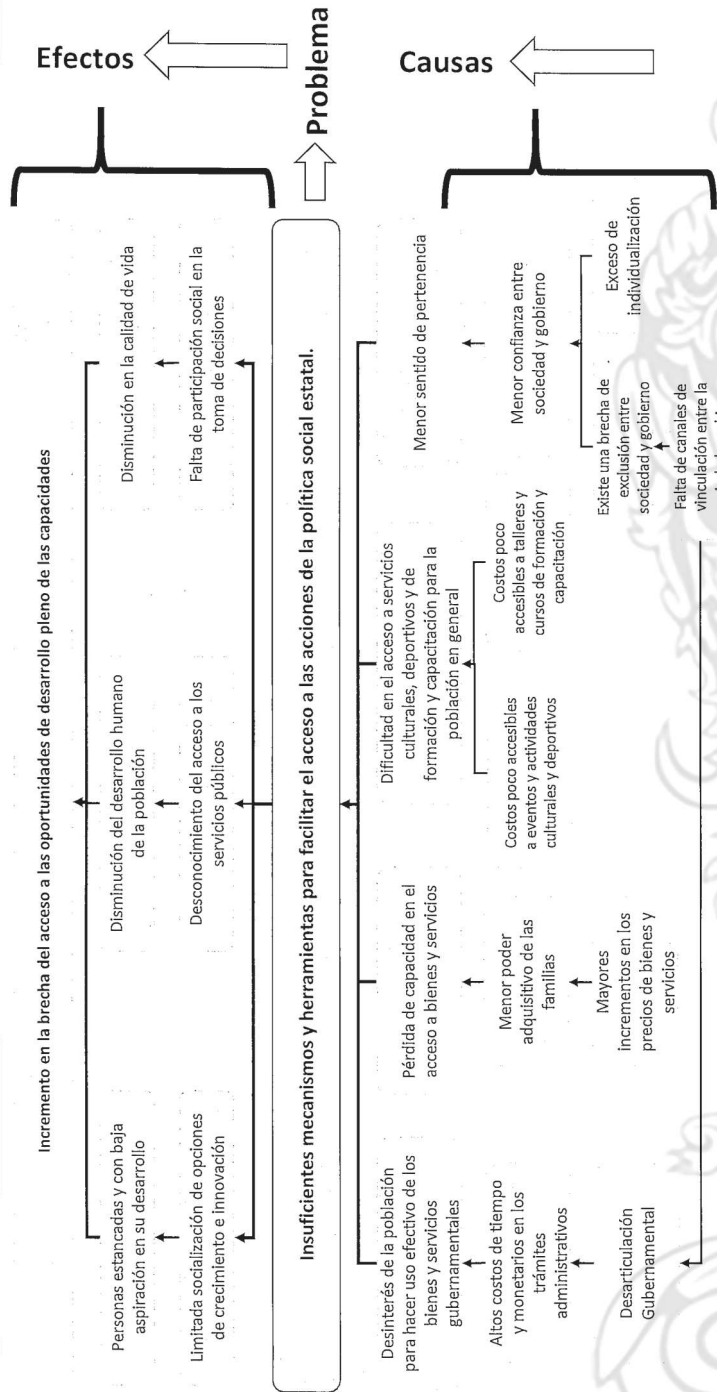 Efectos
Incremento en la brecha del acceso a las oportunidades de desarrollo pleno de las capacidades
Personas estancadas y con baja
aspiración en su desarrollo
Disminución del desarrollo humano
de la población
Disminución en la calidad de vida
Limitada socialización de opciones
de crecimiento e Innovación
Desconocimiento del acceso a los
servicios públicos
Falta de participación social en la
toma de decisiones
Problema
Insuficientes mecanismos y herramientas para facilitar el acceso a las acciones de la política social estatal.
Causas
Desinterés de la población
para hacer uso efectivo de los
bienes y servicios
gubernamentales
Pérdida de capacidad en el
acceso a bienes y servicios
Dificultad en el acceso a servicios
culturales, deportivos y de
formación y capacitación para la
población en general
Menor sentido de pertenencia
Altos costos de tiempo
y monetarios en los
trámites
administrativos
Menor poder
adquisitivo de las
familias
Costos poco accesibles
a eventos y actividades
culturales y deportivos
Costos poco
accesibles a talleres y
cursos de formación y
capacitación
Menor confianza entre
sociedad y gobierno
Desarticulación
Gubernamental
Mayores
incrementos en los
precios de bienes y
servicios
Existe una brecha de
exclusión entre
sociedad y gobierno
Exceso de
individualización
Falta de canales de
vinculación entre la